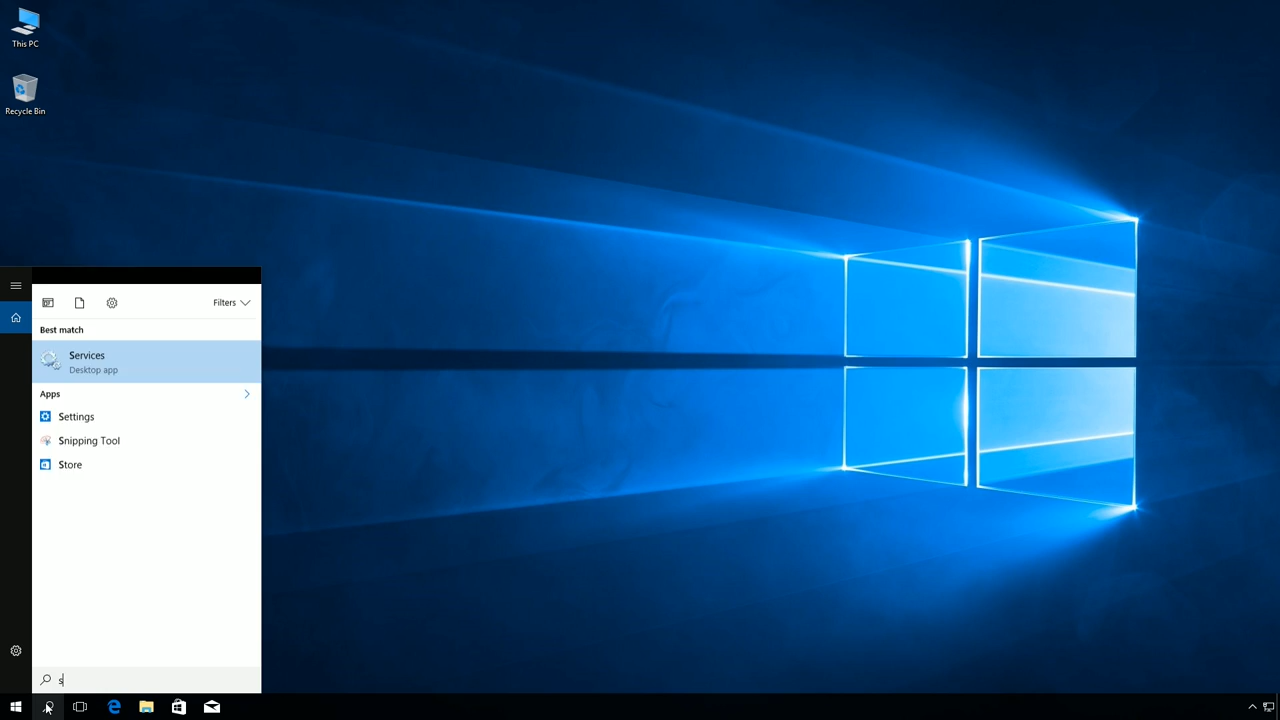 This PC
Recycle Bin
Filters
Best match
Services
Desktop app
Apps
Settings
Snipping Tool
Store
s